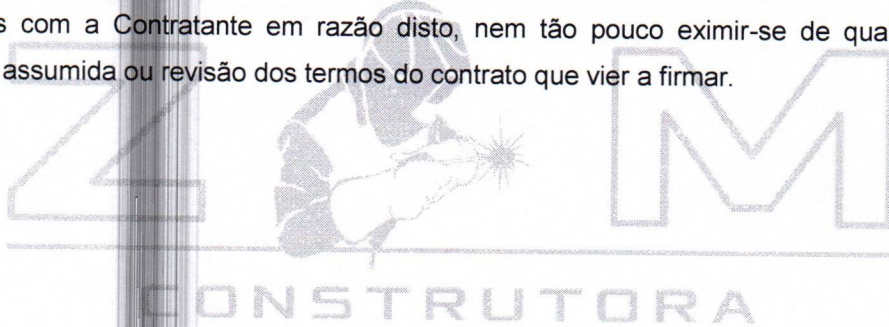 s com a Contratante em razão disto, nem tão pouco eximir-se de qua
assumida ou revisão dos termos do contrato que vier a firmar.
Z M
CONSTRUTORA